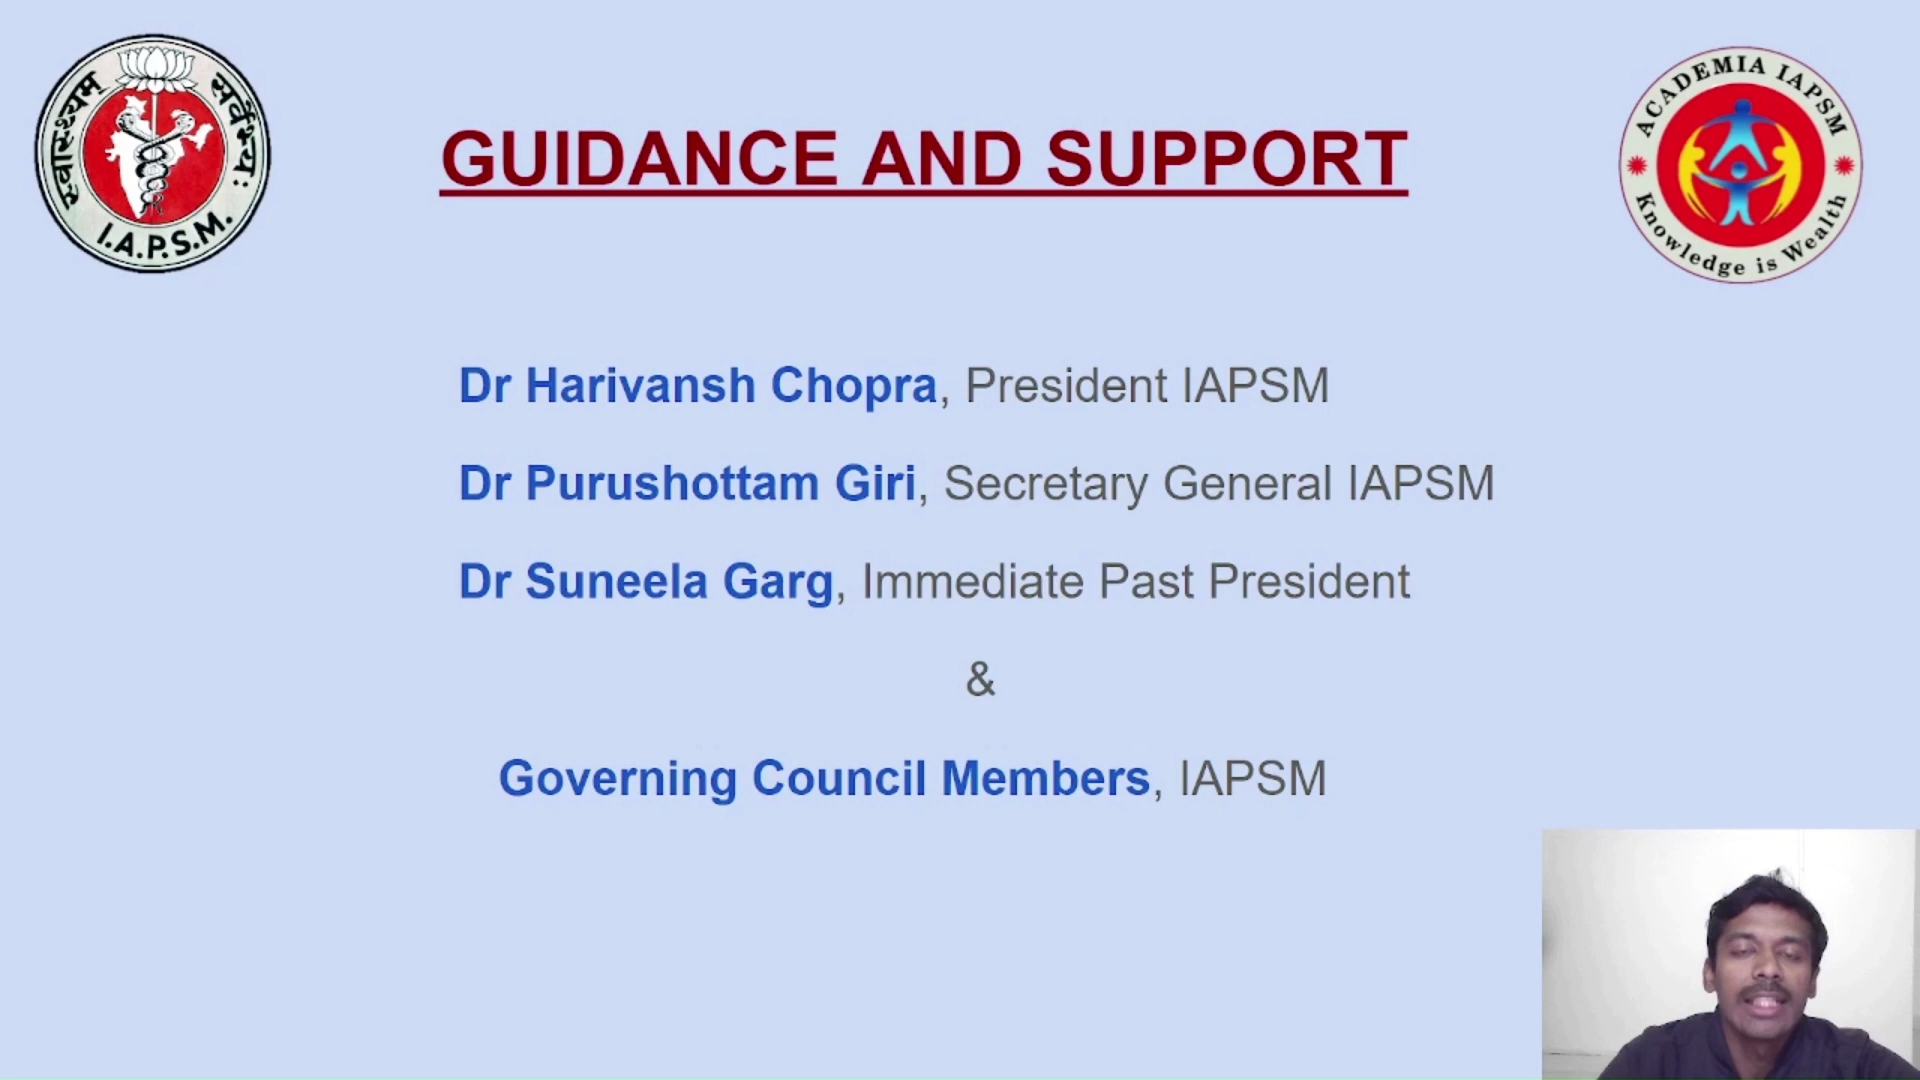 स्वास्थ्यम्
सर्वेभ्यः
I.A.P.S.M.
GUIDANCE AND SUPPORT
ACADEMIA IAPSM
Knowledge is Wealth
Dr Harivansh Chopra, President IAPSM
Dr Purushottam Giri, Secretary General IAPSM
Dr Suneela Garg, Immediate Past President
&
Governing Council Members, IAPSM